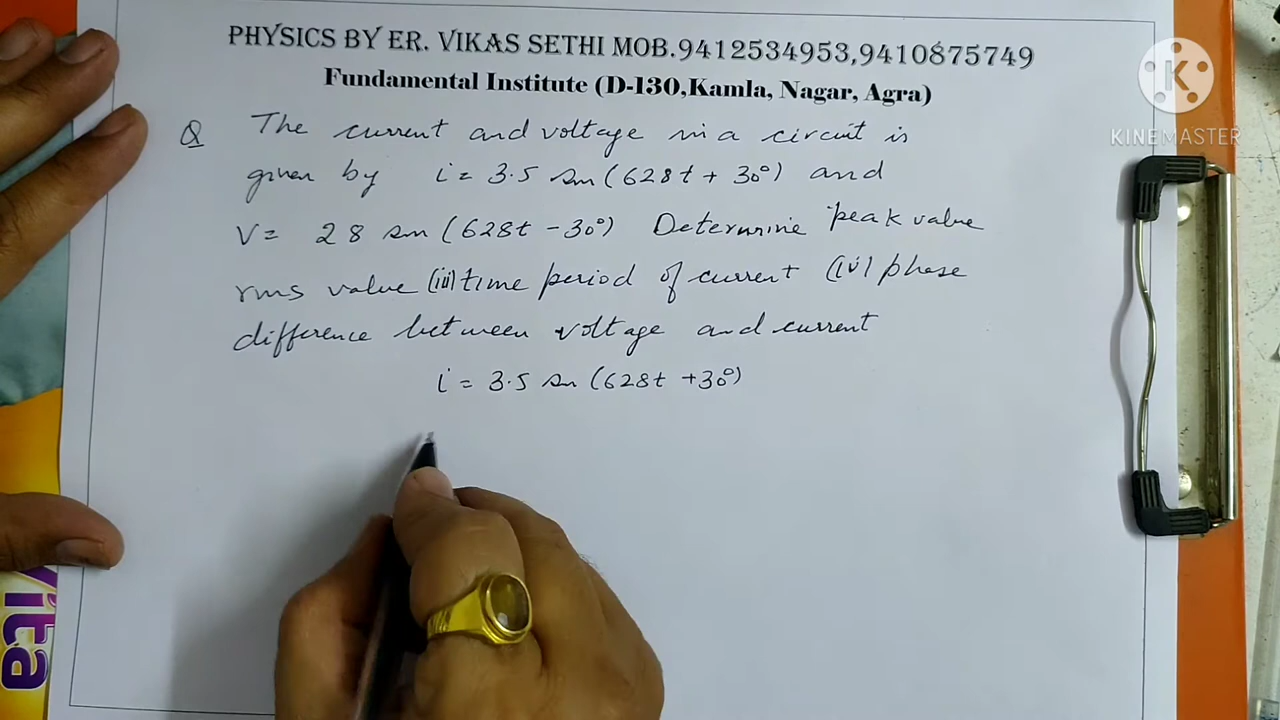 PHYSICS BY ER. VIKAS SETHI MOB.9412534953,9410875749
Fundamental Institute (D-130,Kamla, Nagar, Agra)
KINEMASTER
Q The current and voltage in a circuit is
given by i = 3.5 sin (628t + 30°) and
V = 28 sin (628t - 30°) Determine peak value
rms value (iii) time period of current (iv) phase
difference between voltage and current
i = 3.5 sin (628t + 30°)
Vita